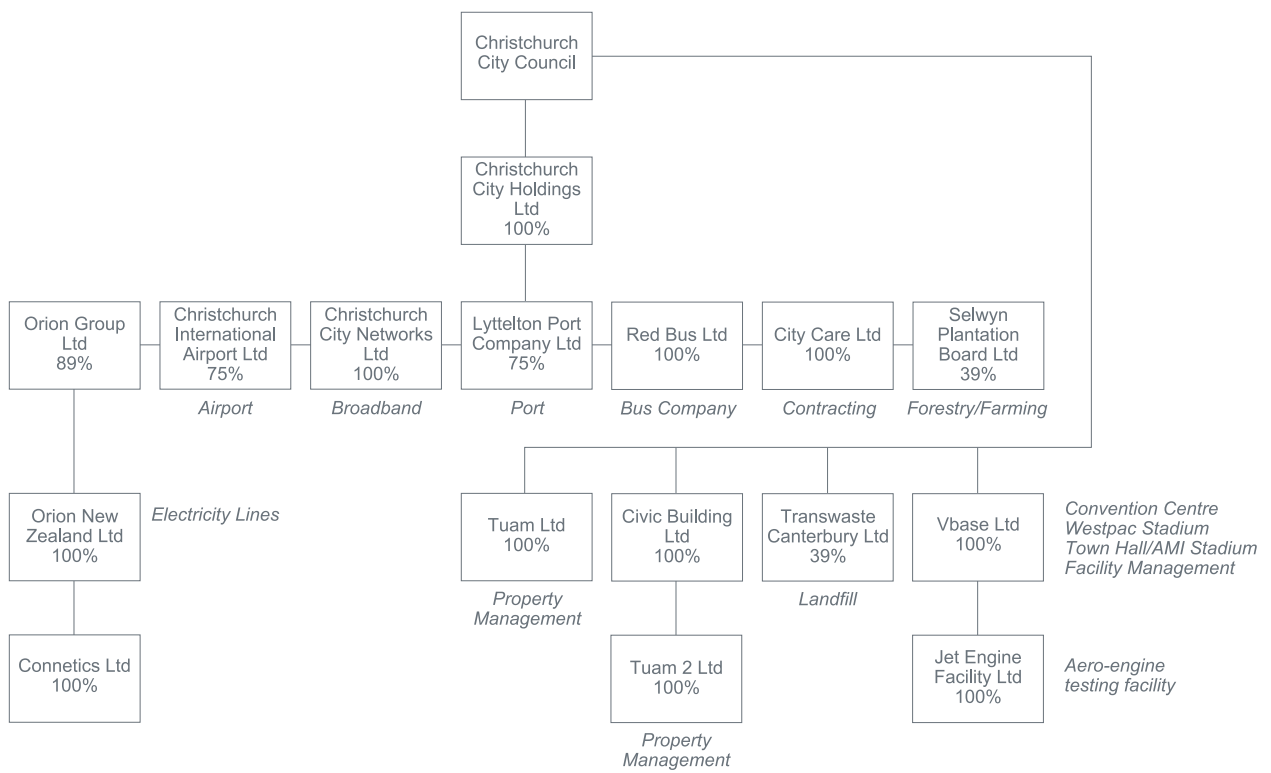 Christchurch
City Council
Christchurch
City Holdings
Ltd
100%
Orion Group
Ltd
89%
Christchurch
International
Airport Ltd
75%
Airport
Christchurch
City Networks
Ltd
100%
Broadband
Lyttelton Port
Company Ltd
75%
Port
Red Bus Ltd
100%
Bus Company
City Care Ltd
100%
Contracting
Selwyn
Plantation
Board Ltd
39%
Forestry/Farming
Orion New
Zealand Ltd
100%
Electricity Lines
Tuam Ltd
100%
Property
Management
Civic Building
Ltd
100%
Transwaste
Canterbury Ltd
39%
Landfill
Vbase Ltd
100%
Convention Centre
Westpac Stadium
Town Hall/AMI Stadium
Facility Management
Connetics Ltd
100%
Tuam 2 Ltd
100%
Property
Management
Jet Engine
Facility Ltd
100%
Aero-engine
testing facility